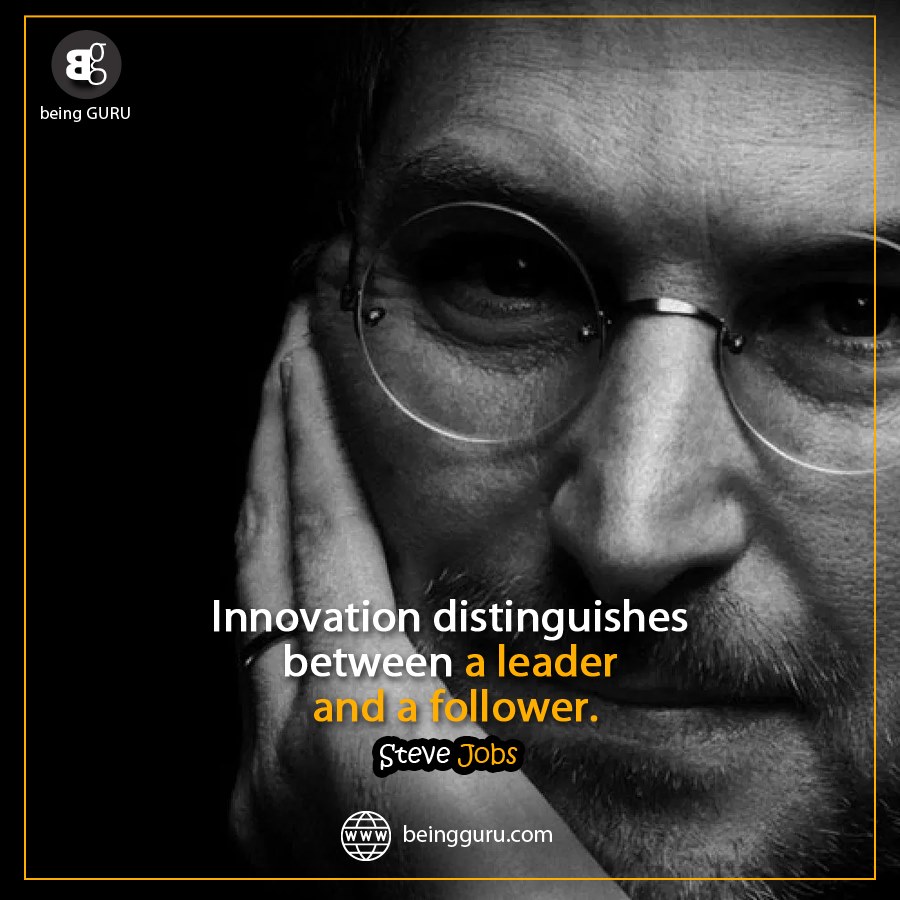 Bg
being GURU
Innovation distinguishes
between a leader
and a follower.
Steve Jobs
www beingguru.com